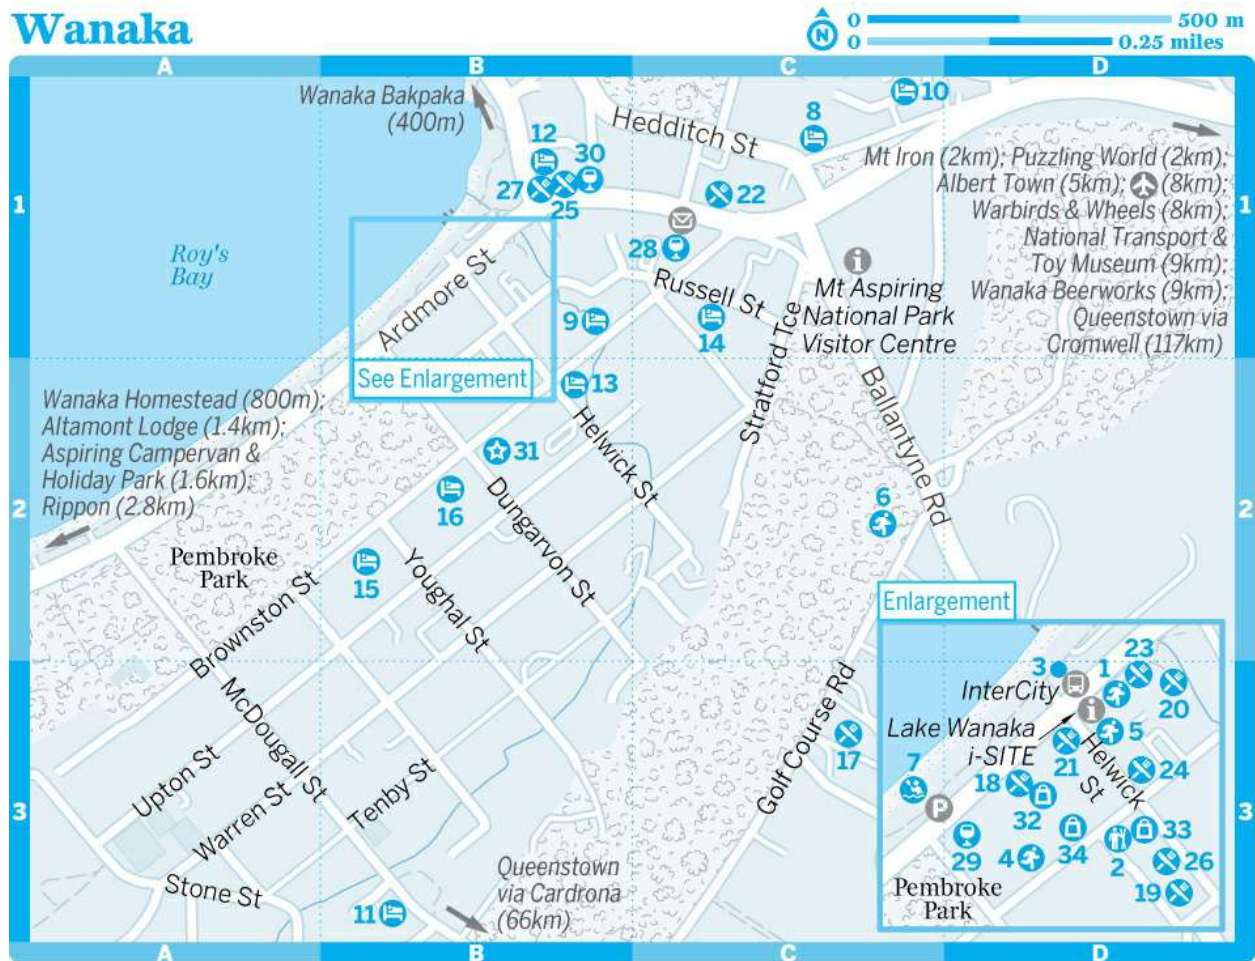 Wanaka
N
0
500 m
0
0.25 miles
A
B
C
D
Wanaka Bakpaka
(400m)
Hedditch St
8
10
12
30
27
25
22
Mt Iron (2km); Puzzling World (2km);
Albert Town (5km); (8km);
Warbirds & Wheels (8km);
National Transport &
Toy Museum (9km);
Wanaka Beerworks (9km);
Queenstown via
Cromwell (117km)
1
1
Roy's
Bay
Ardmore St
28
Russell St
i
Mt Aspiring
National Park
Visitor Centre
9
14
Stratford Tce
See Enlargement
13
Wanaka Homestead (800m);
Altamont Lodge (1.4km);
Aspiring Campervan &
Holiday Park (1.6km);
Rippon (2.8km)
Helwick St
Ballantyne Rd
31
16
Dungarvon St
6
2
2
Pembroke
Park
15
Youghal St
Brownston St
Enlargement
McDougall St
Golf Course Rd
17
Upton St
Warren St
Tenby St
Stone St
3
3
11
Queenstown
via Cardrona
(66km)
23
3
1
InterCity
20
i
Lake Wanaka
i-SITE
5
21
Helwick
St
24
7
18
P
32
33
29
34
4
2
26
19
Pembroke
Park
A
B
C
D